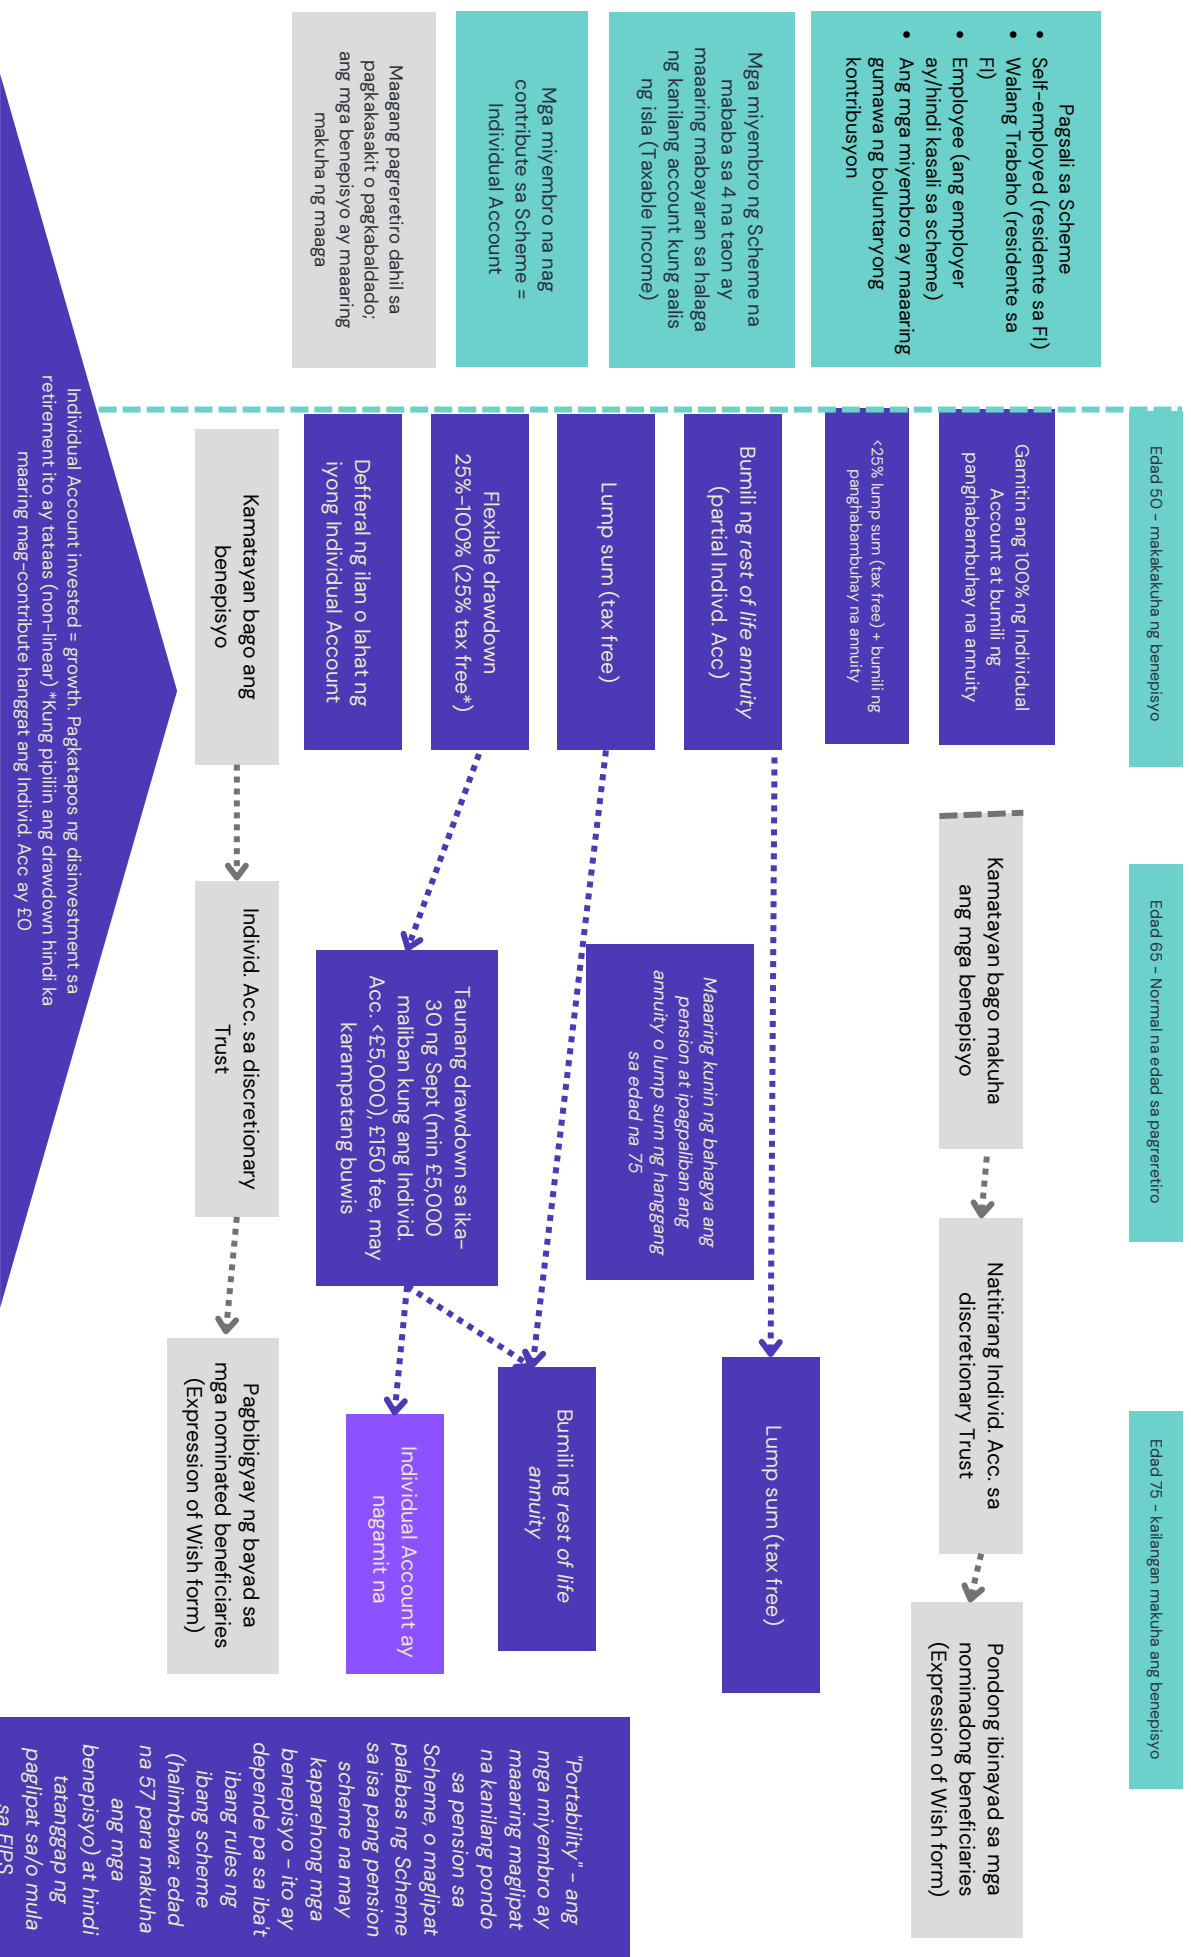 Edad 50 - makakakuha ng benepisyo
Edad 65 - Normal na edad sa pagreretiro
Edad 75 - kailangan makuha ang benepisyo
Pagsali sa Scheme
• Self-employed (residente sa FI)
• Walang Trabaho (residente sa
FI)
• Employee (ang employer
ay/hindi kasali sa scheme)
• Ang mga miyembro ay maaaring
gumawa ng boluntaryong
kontribusyon
Mga miyembro ng Scheme na
mababa sa 4 na taon ay
maaaring mabayaran sa halaga
ng kanilang account kung aalis
ng isla (Taxable Income)
Mga miyembro na nag
contribute sa Scheme =
Individual Account
Maagang pagreretiro dahil sa
pagkakasakit o pagkabaldado;
ang mga benepisyo ay maaaring
makuha ng maaga
Gamitin ang 100% ng Individual
Account at bumili ng
panghabambuhay na annuity
<25% lump sum (tax free) + bumili ng
panghabambuhay na annuity
Bumili ng rest of life annuity
(partial Indivd. Acc)
Lump sum (tax free)
Flexible drawdown
25%-100% (25% tax free*)
Defferal ng ilan o lahat ng
iyong Individual Account
Kamatayan bago ang
benepisyo
Kamatayan bago makuha
ang mga benepisyo
Natitirang Individ. Acc. sa
discretionary Trust
Pondong ibinayad sa mga
nominadong beneficiaries
(Expression of Wish form)
Maaring kunin ng bahagya ang
pension at ipagpaliban ang
annuity o lump sum ng hanggang
sa edad na 75
Lump sum (tax free)
Taunang drawdown sa ika-
30 ng Sept (min £5,000
maliban kung ang Individ.
Acc. <£5,000), £150 fee, may
karampatang buwis
Bumili ng rest of life
annuity
Individual Account ay
nagamit na
Individ. Acc. sa discretionary
Trust
Pagbibigyay ng bayad sa
mga nominated beneficiaries
(Expression of Wish form)
Individual Account invested = growth. Pagkatapos ng disinvestment sa
retirement ito ay tataas (non-linear) *Kung pipiliin ang drawdown hindi ka
maaring mag-contribute hanggat ang Individ. Acc ay £0
"Portability" - ang
mga miyembro ay
maaaring maglipat
na kanilang pondo
sa pension sa
Scheme, o maglipat
palabas ng Scheme
sa isa pang pension
scheme na may
kaparehong mga
benepisyo - ito ay
depende pa sa iba't
ibang rules ng
ibang scheme
(halimbawa: edad
na 57 para makuha
ang mga
benepisyo) at hindi
tatanggap ng
paglipat sa/o mula
sa FIPS